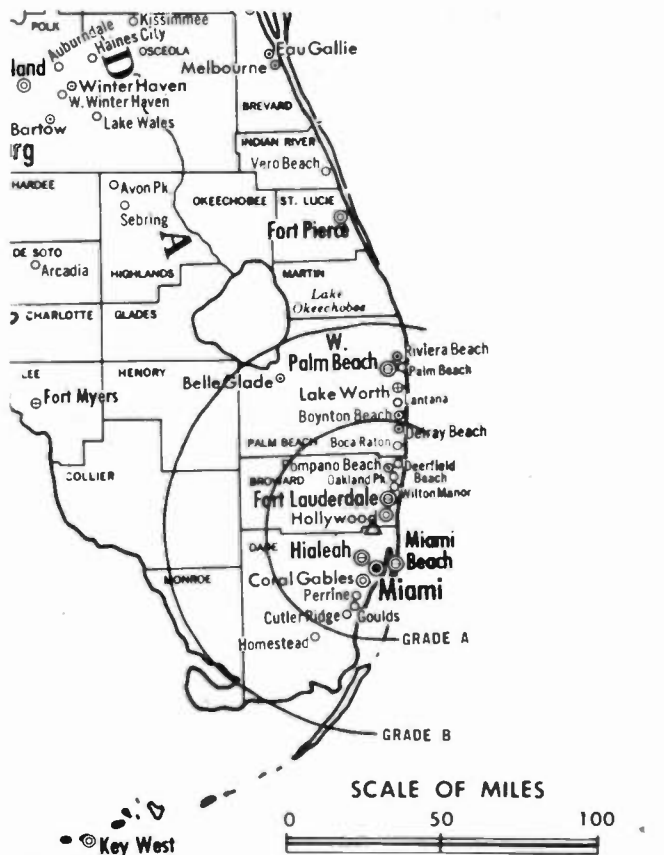 Kissimmee
POLK
Auburndale
Haines City
OSCEOLA
Eau Gallie
Melbourne
land
D
Winter Haven
W. Winter Haven
BREVARD
Bartow
Lake Wales
rg
INDIAN RIVER
Vero Beach
HARDEE
Avon Pk
Sebring
OKEECHOBEE
ST. LUCIE
Fort Pierce
A
DE SOTO
Arcadia
HIGHLANDS
MARTIN
Lake
Okeechobee
CHARLOTTE
GLADES
W.
Palm Beach
Riviera Beach
Palm Beach
LEE
HENDRY
Belle Glade
Fort Myers
Lake Worth
Lantana
Boynton Beach
Delray Beach
PALM BEACH
Boca Raton
COLLIER
Pompano Beach
Deerfield
Beach
BROWARD
Oakland Pk
Wilton Manor
Fort Lauderdale
Hollywood
DADE
Hialeah
Miami
Beach
MONROE
Coral Gables
Miami
Perrine
Cutler Ridge
Goulds
Homestead
GRADE A
GRADE B
SCALE OF MILES
0 50 100
Key West